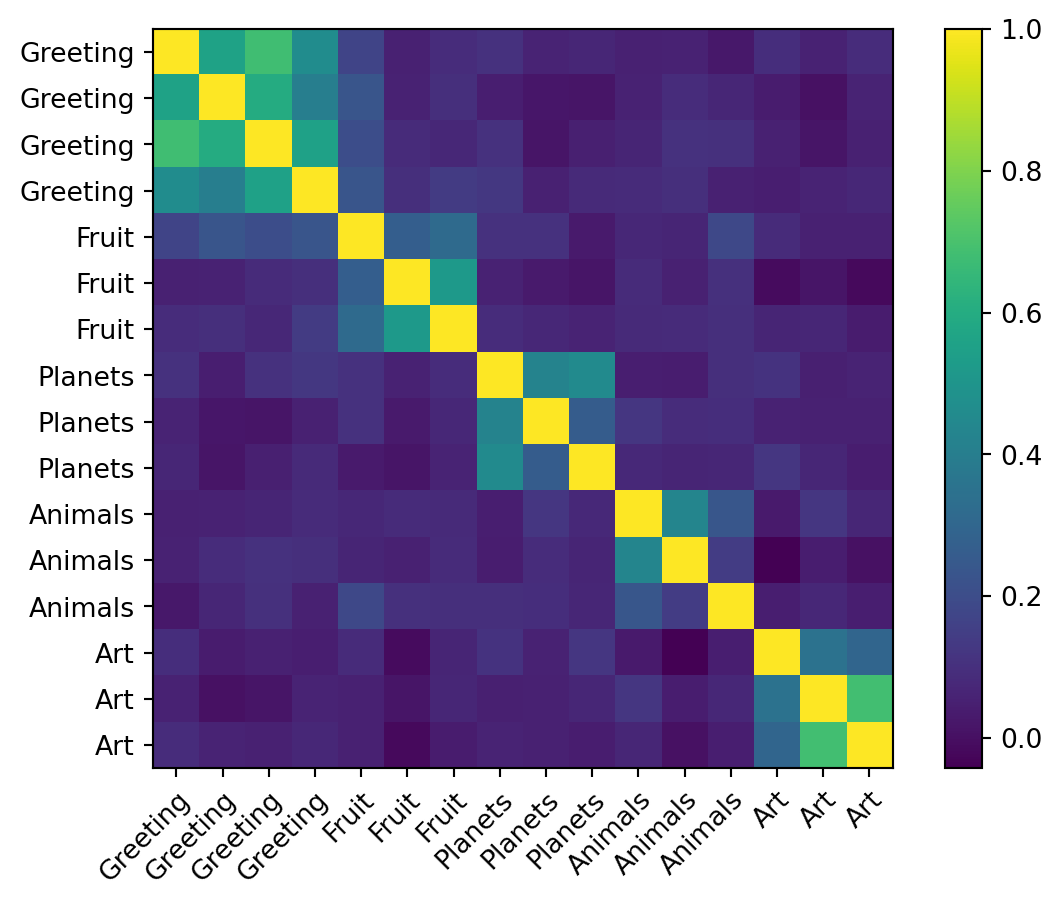 Greeting
Greeting
Greeting
Greeting
Fruit
Fruit
Fruit
Planets
Planets
Planets
Animals
Animals
Animals
Art
Art
Art
Greeting
Greeting
Greeting
Greeting
Fruit
Fruit
Fruit
Planets
Planets
Planets
Animals
Animals
Animals
Art
Art
Art
1.0
0.8
0.6
0.4
0.2
0.0